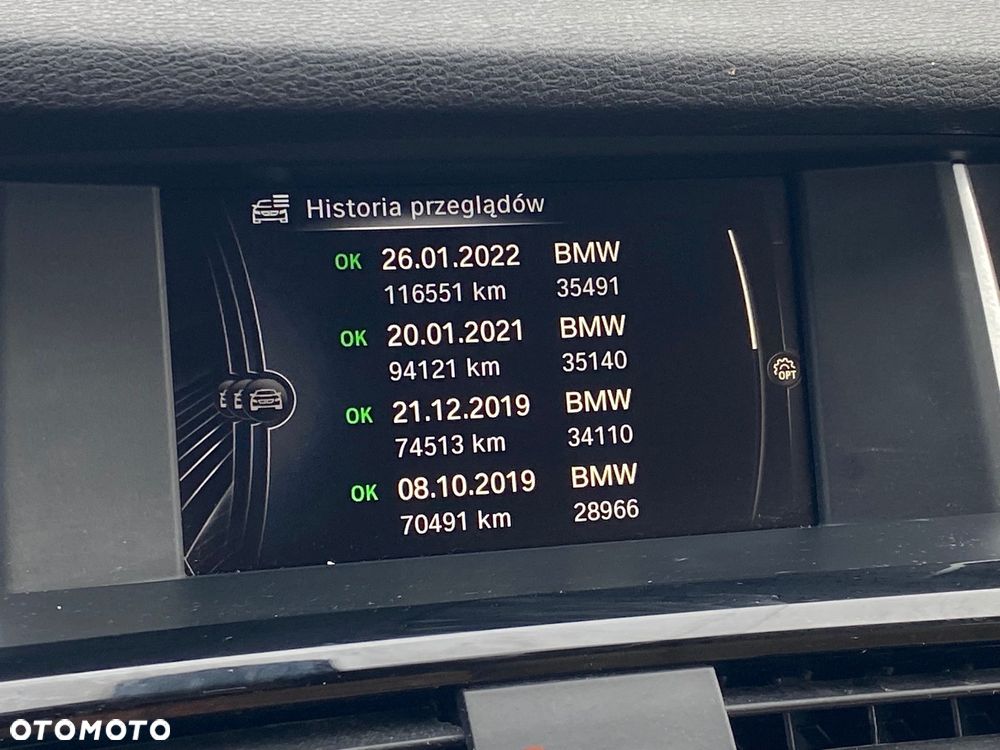 Historia przeglądów
OK 26.01.2022 BMW
116551 km 35491
OK 20.01.2021 BMW
94121 km 35140
OK 21.12.2019 BMW
74513 km 34110
OK 08.10.2019 BMW
70491 km 28966
OPT
OTOMOTO